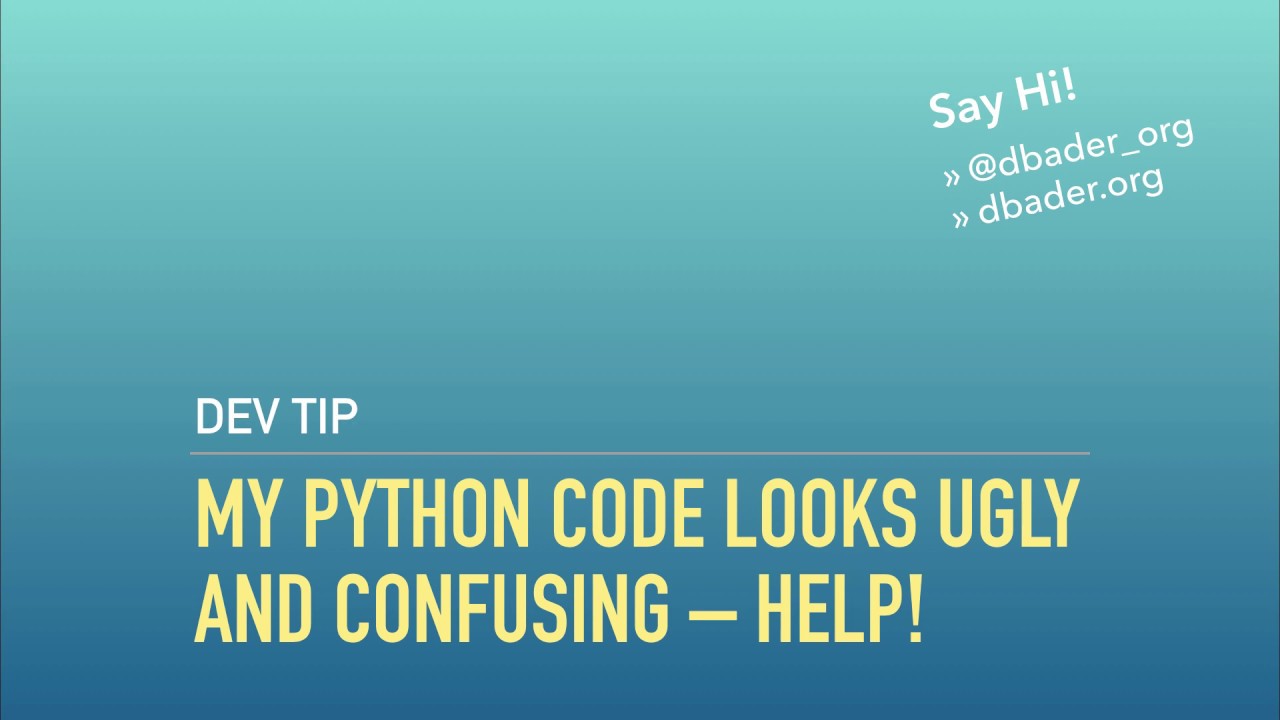 Say Hi!
» @dbader_org
» dbader.org
DEV TIP
MY PYTHON CODE LOOKS UGLY
AND CONFUSING – HELP!